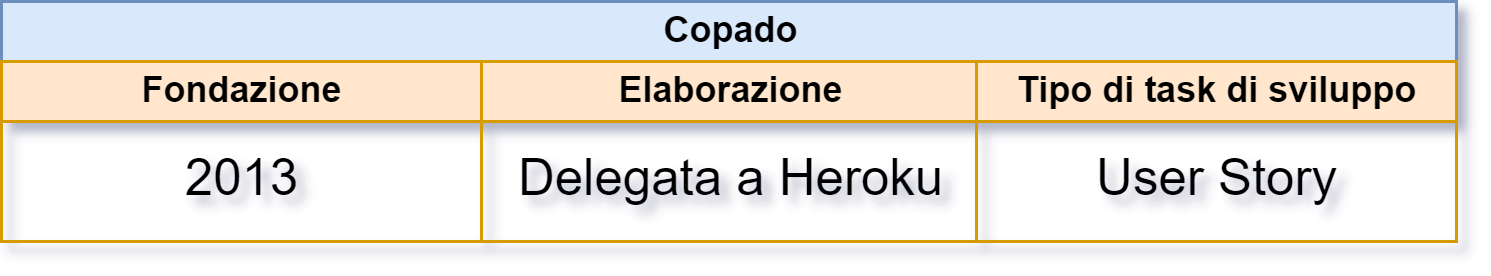 Copado
Fondazione Elaborazione Tipo di task di sviluppo
2013 Delegata a Heroku User Story